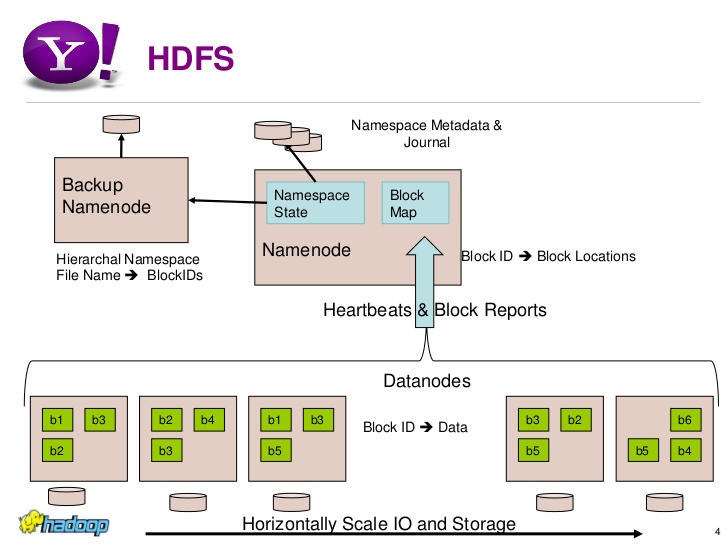 Y!
HDFS
Namespace Metadata &
Journal
Backup
Namenode
Namespace
State
Block
Map
Namenode
Hierarchal Namespace
File Name ➔ BlockIDs
Block ID ➔ Block Locations
Heartbeats & Block Reports
Datanodes
b1 b3
b2
b2 b4
b3
b1 b3
b5
Block ID ➔ Data
b3 b2
b5
b6
b5 b4
hadoop
Horizontally Scale IO and Storage
4